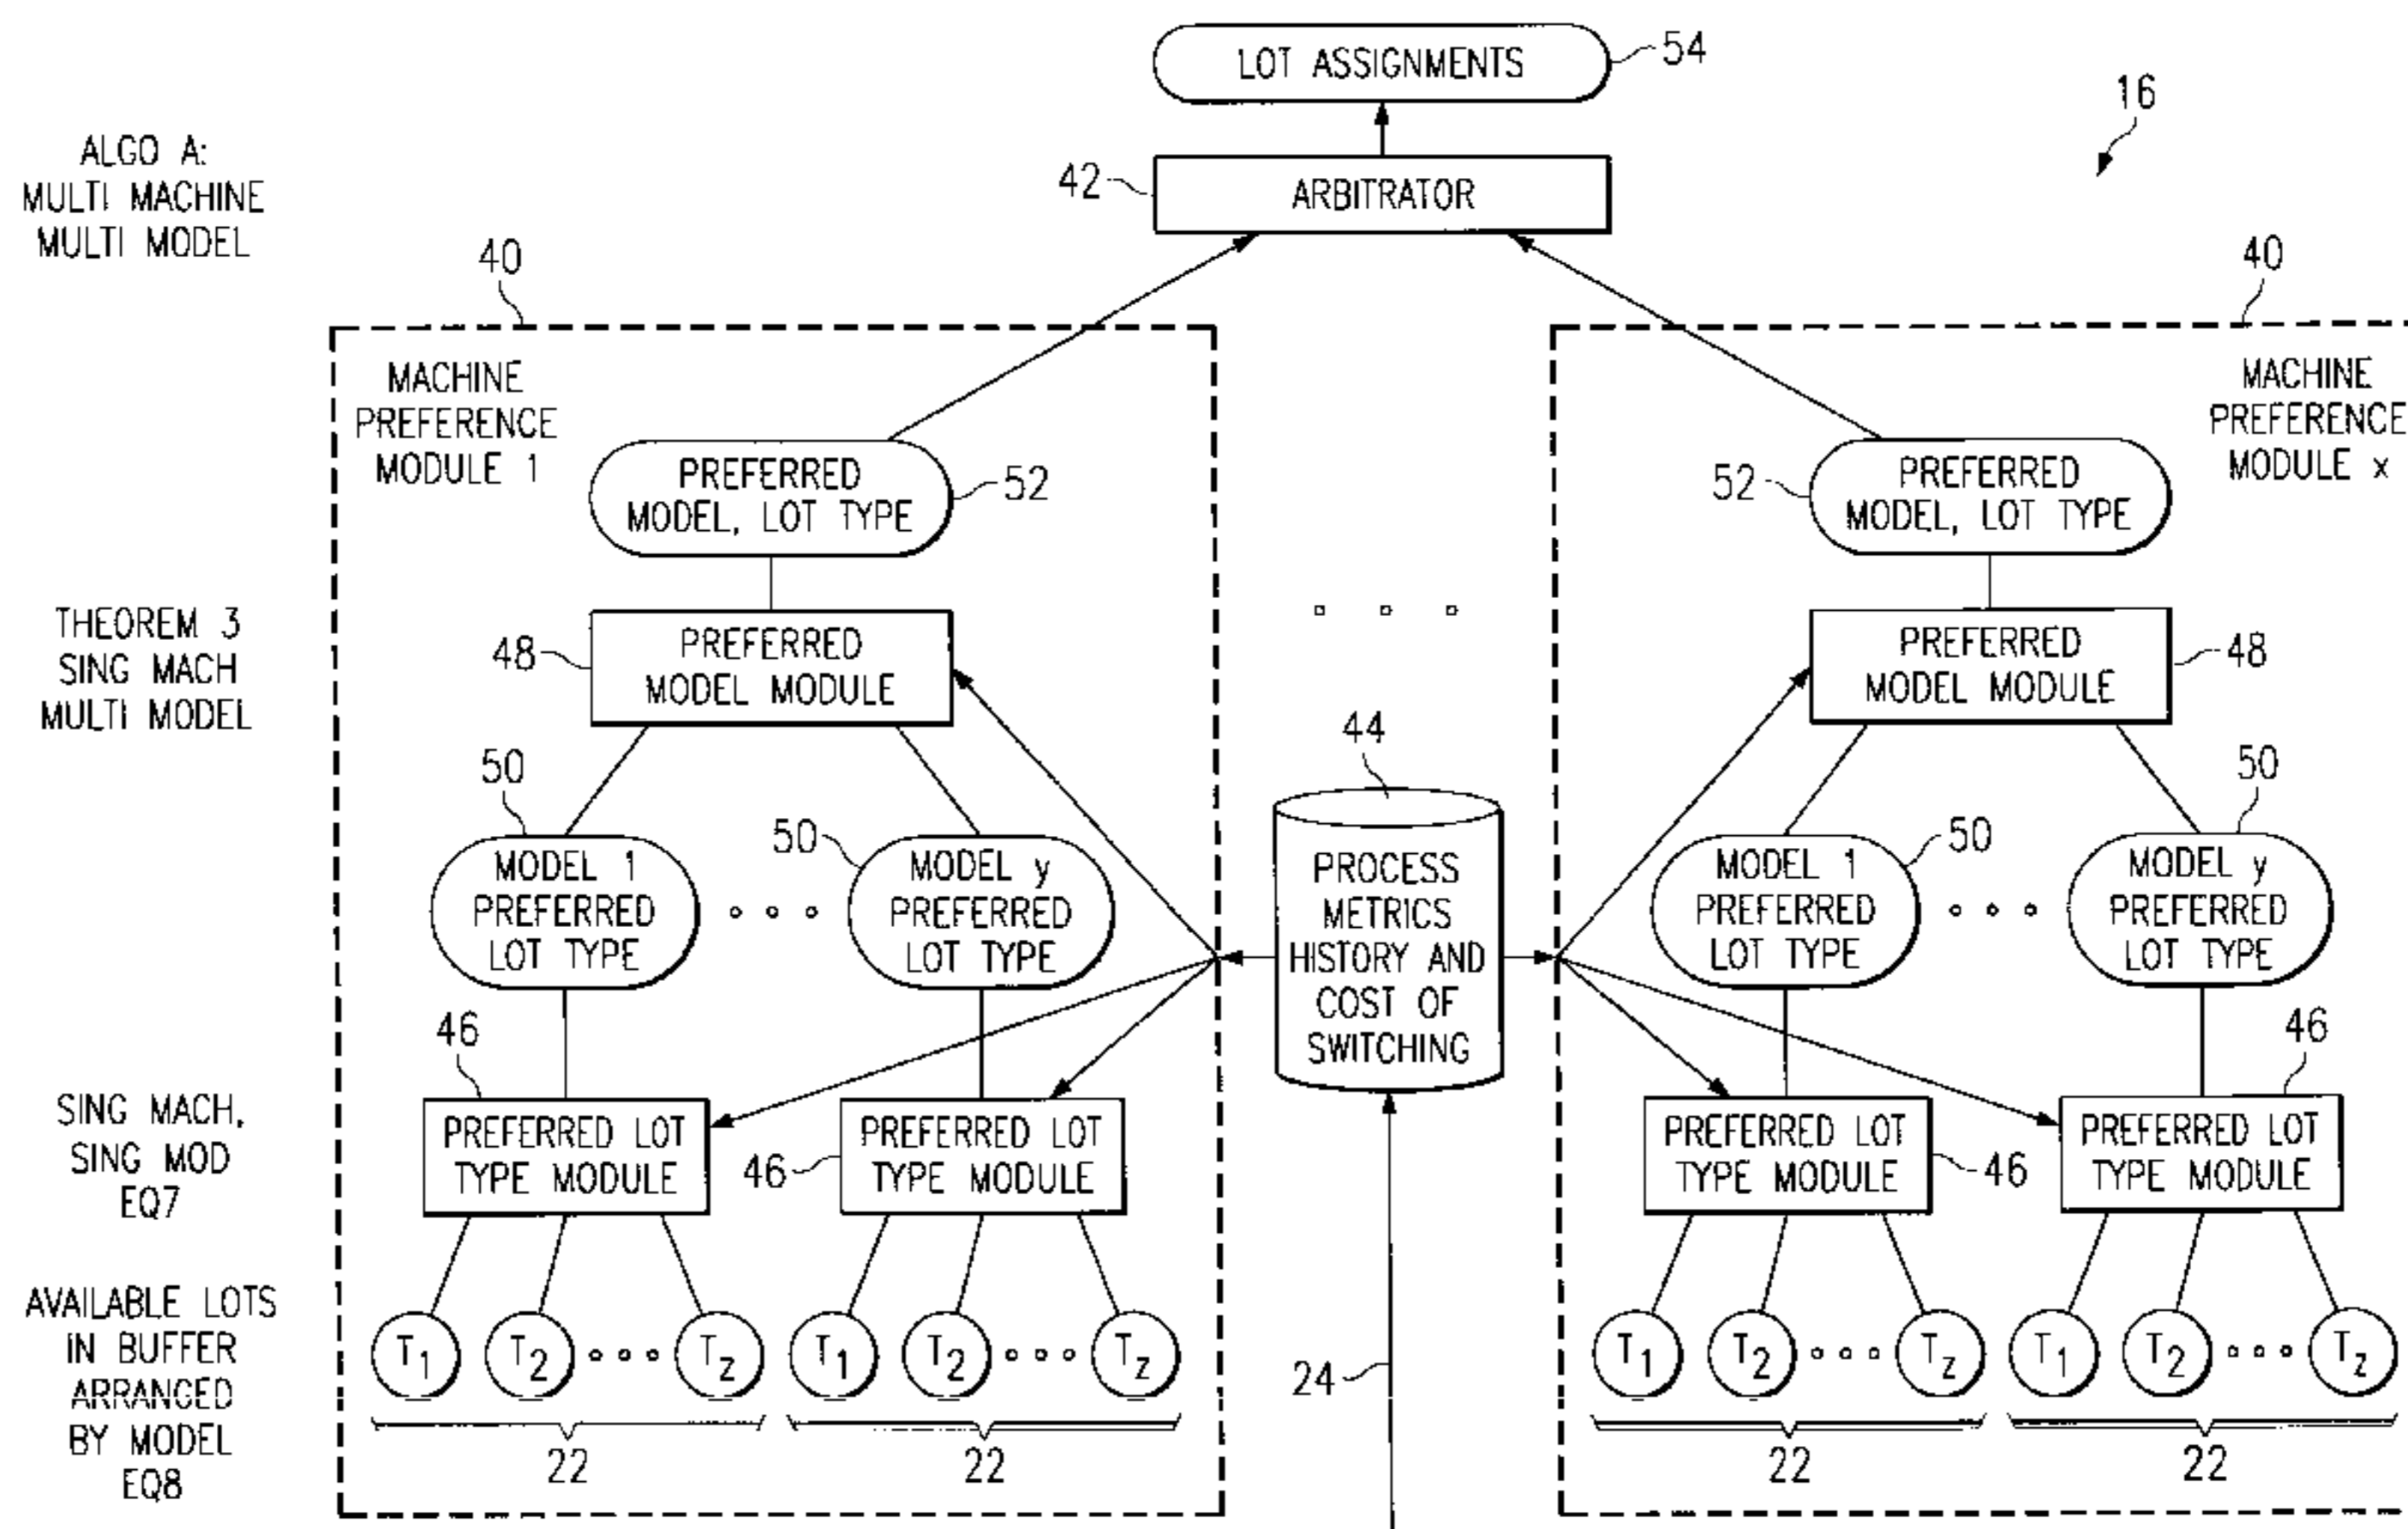 LOT ASSIGNMENTS
54
16
ALGO A:
MULTI MACHINE
MULTI MODEL
42
ARBITRATOR
40
40
MACHINE
PREFERENCE
MODULE 1
MACHINE
PREFERENCE
MODULE x
PREFERRED
MODEL, LOT TYPE
52
52
PREFERRED
MODEL, LOT TYPE
THEOREM 3
SING MACH
MULTI MODEL
48
PREFERRED
MODEL MODULE
PREFERRED
MODEL MODULE
48
50
MODEL 1
PREFERRED
LOT TYPE
50
MODEL y
PREFERRED
LOT TYPE
44
PROCESS
METRICS
HISTORY AND
COST OF
SWITCHING
MODEL 1
PREFERRED
LOT TYPE
50
50
MODEL y
PREFERRED
LOT TYPE
SING MACH,
SING MOD
EQ7
46
PREFERRED LOT
TYPE MODULE
46
PREFERRED LOT
TYPE MODULE
PREFERRED LOT
TYPE MODULE
46
46
PREFERRED LOT
TYPE MODULE
AVAILABLE LOTS
IN BUFFER
ARRANGED
BY MODEL
EQ8
T1 T2 Tz
T1 T2 Tz
T1 T2 Tz
T1 T2 Tz
24
22
22
22
22